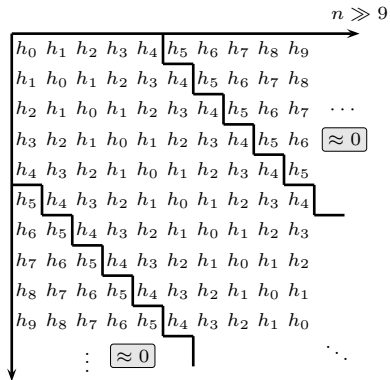 n ≫ 9
h₀ h₁ h₂ h₃ h₄ h₅ h₆ h₇ h₈ h₉
h₁ h₀ h₁ h₂ h₃ h₄ h₅ h₆ h₇ h₈
h₂ h₁ h₀ h₁ h₂ h₃ h₄ h₅ h₆ h₇ ⋯
h₃ h₂ h₁ h₀ h₁ h₂ h₃ h₄ h₅ h₆ ≈ 0
h₄ h₃ h₂ h₁ h₀ h₁ h₂ h₃ h₄ h₅
h₅ h₄ h₃ h₂ h₁ h₀ h₁ h₂ h₃ h₄
h₆ h₅ h₄ h₃ h₂ h₁ h₀ h₁ h₂ h₃
h₇ h₆ h₅ h₄ h₃ h₂ h₁ h₀ h₁ h₂
h₈ h₇ h₆ h₅ h₄ h₃ h₂ h₁ h₀ h₁
h₉ h₈ h₇ h₆ h₅ h₄ h₃ h₂ h₁ h₀
⋮ ≈ 0 ⋱